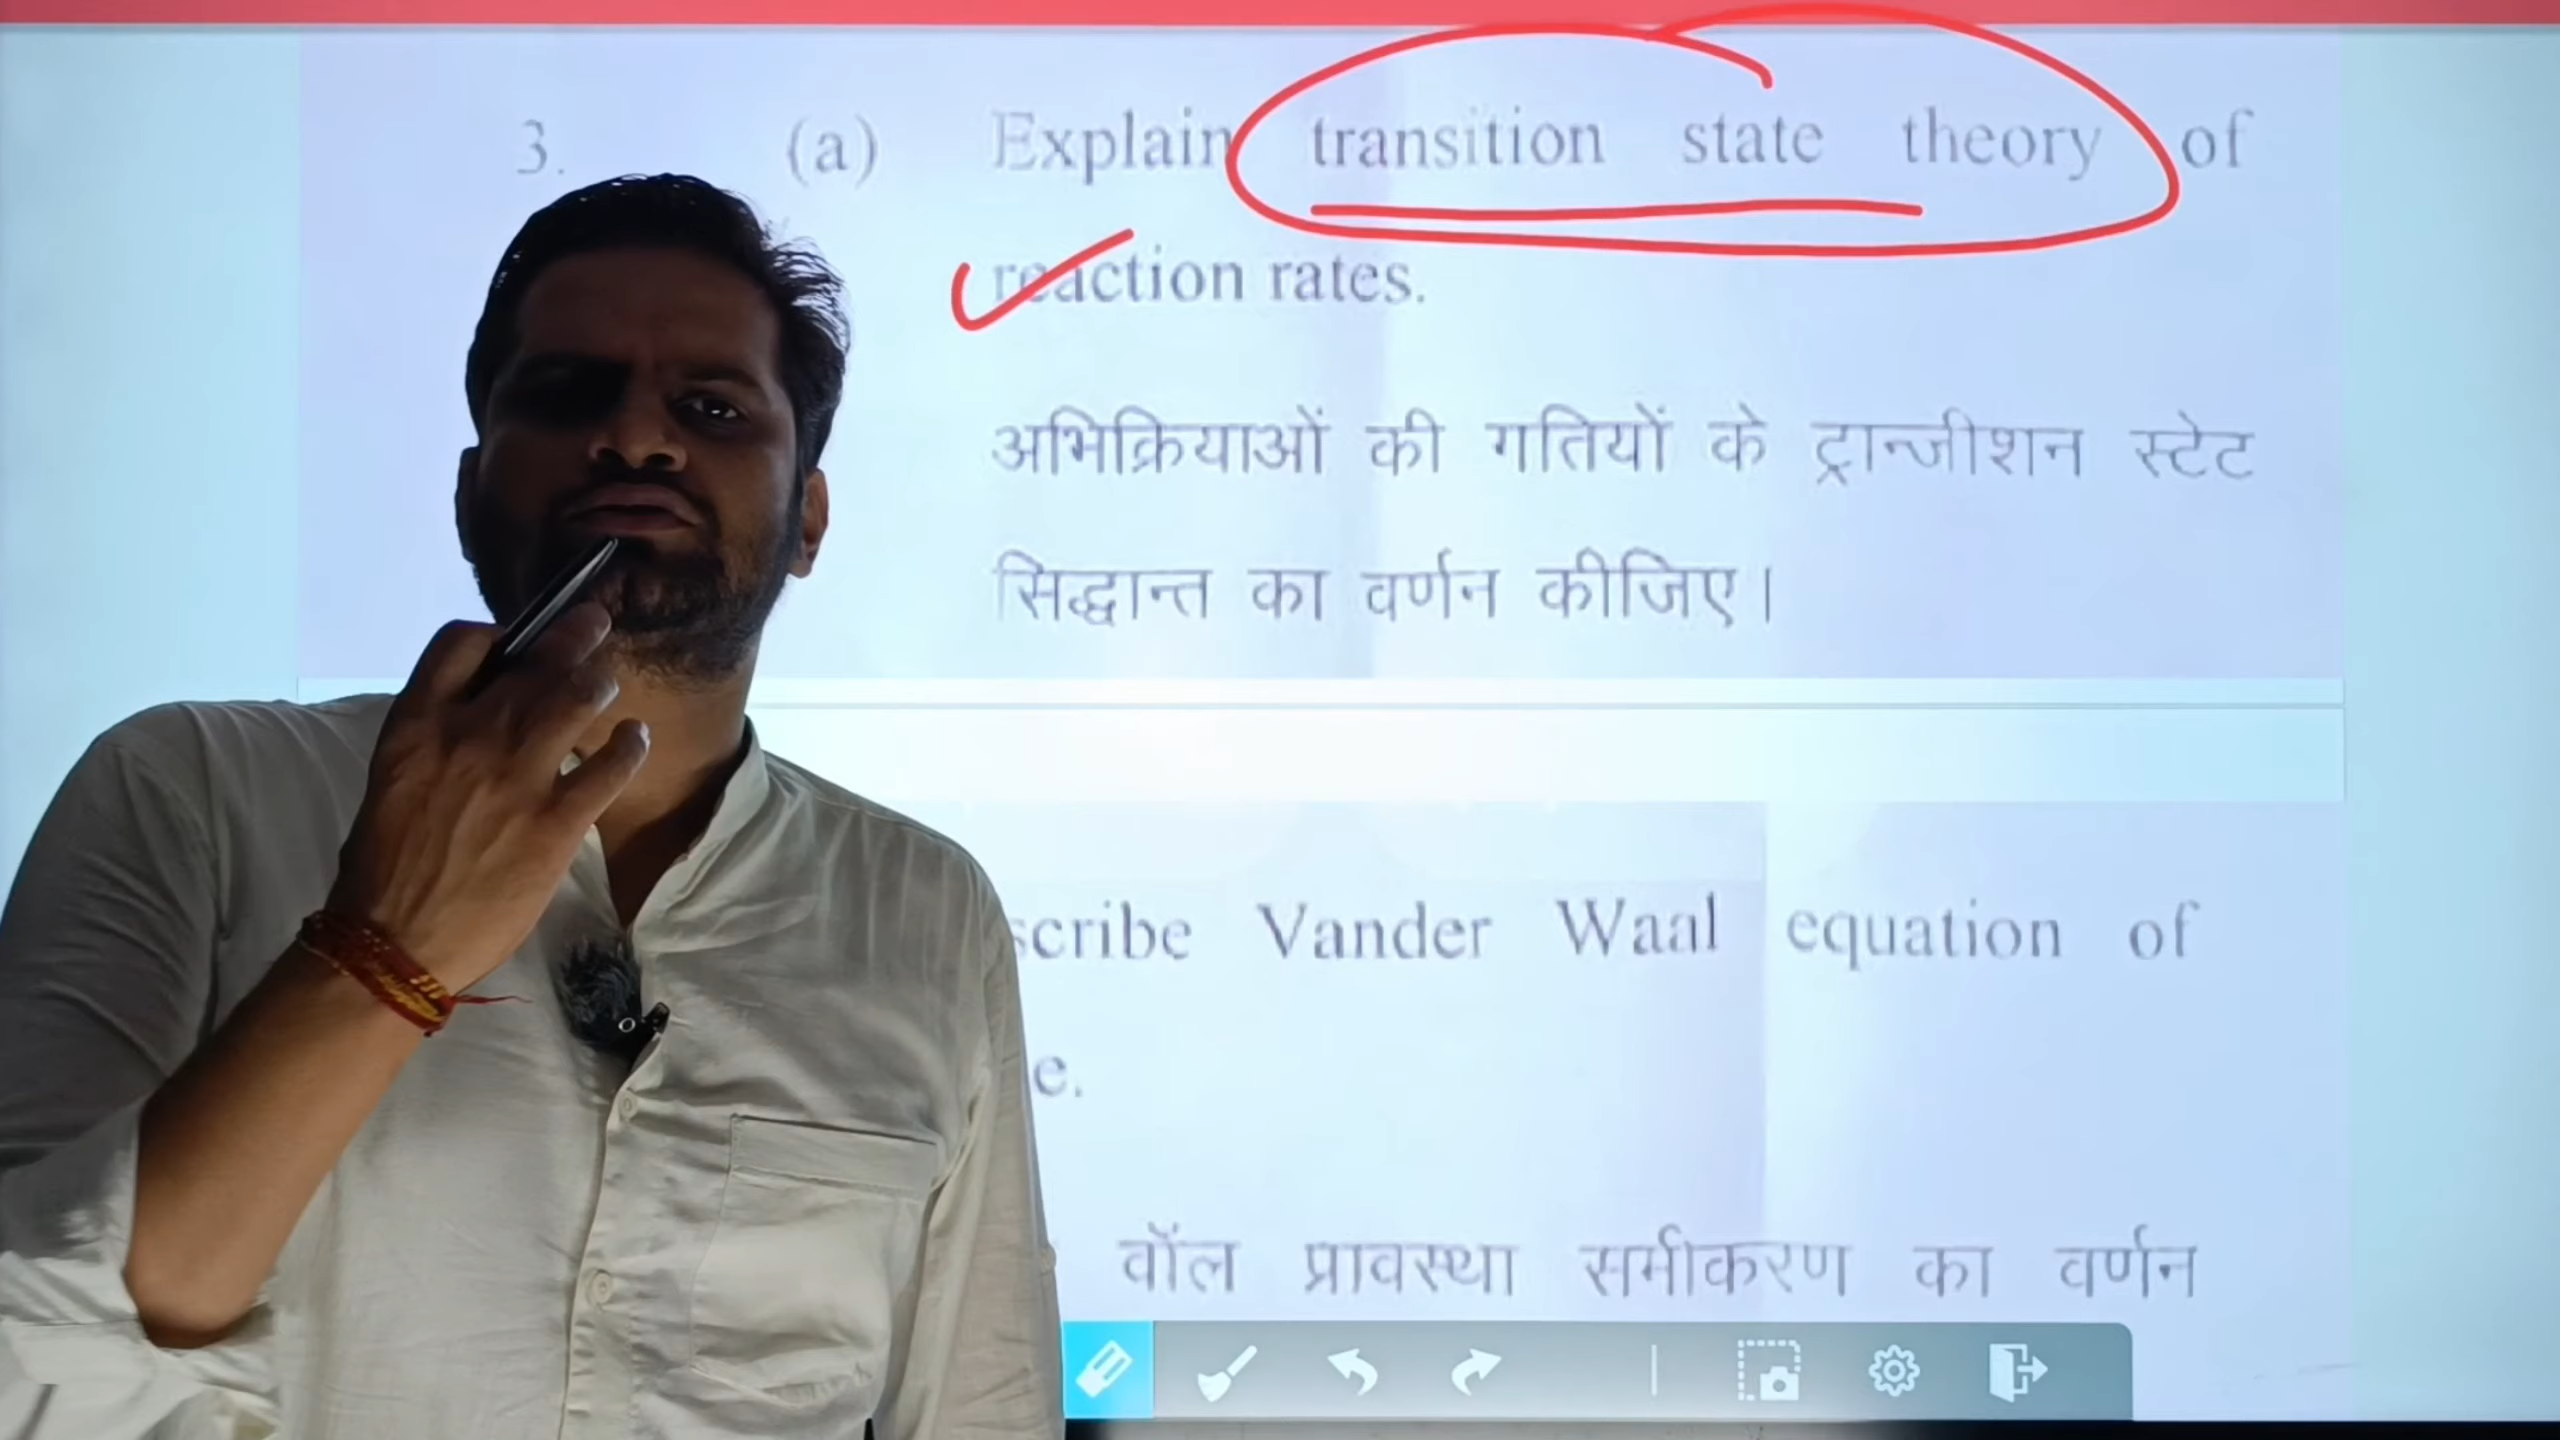 3. (a) Explain transition state theory of
reaction rates.
अभिक्रियाओं की गतियों के ट्रान्जीशन स्टेट
सिद्धान्त का वर्णन कीजिए।
scribe Vander Waal equation of
e.
वॉल प्रावस्था समीकरण का वर्णन